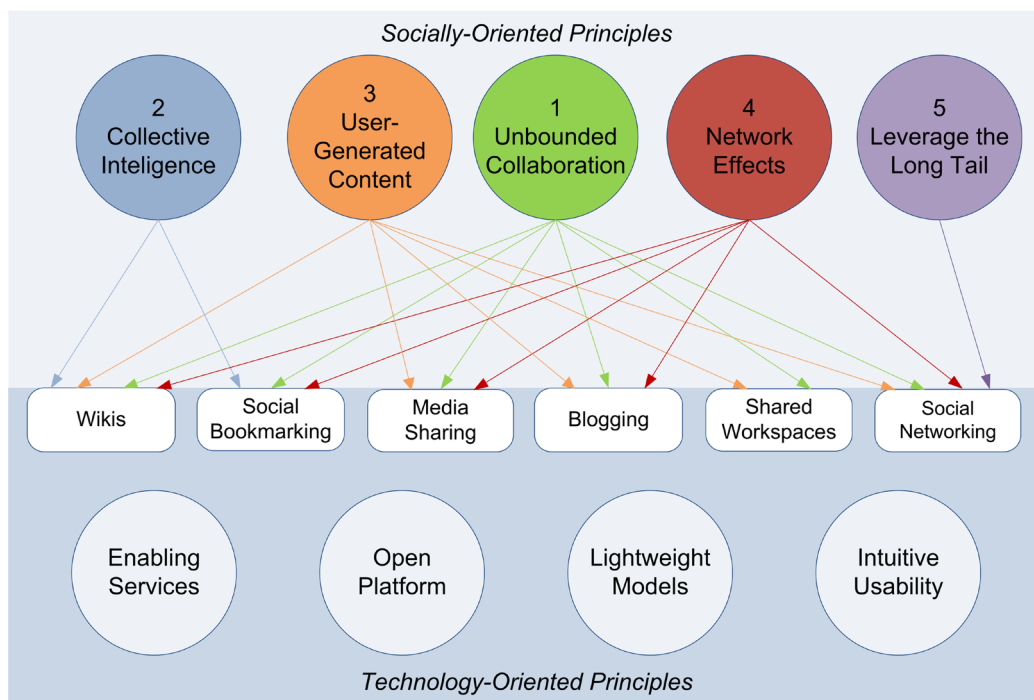 Socially-Oriented Principles
2
Collective
Inteligence
3
User-
Generated
Content
1
Unbounded
Collaboration
4
Network
Effects
5
Leverage the
Long Tail
Wikis
Social
Bookmarking
Media
Sharing
Blogging
Shared
Workspaces
Social
Networking
Enabling
Services
Open
Platform
Lightweight
Models
Intuitive
Usability
Technology-Oriented Principles